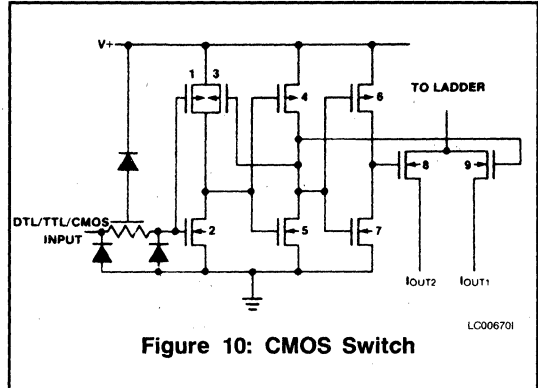 V+
1 3
4
6
TO LADDER
8
9
DTL/TTL/CMOS
INPUT
2
5
7
IOUT2
IOUT1
LC00670I
Figure 10: CMOS Switch